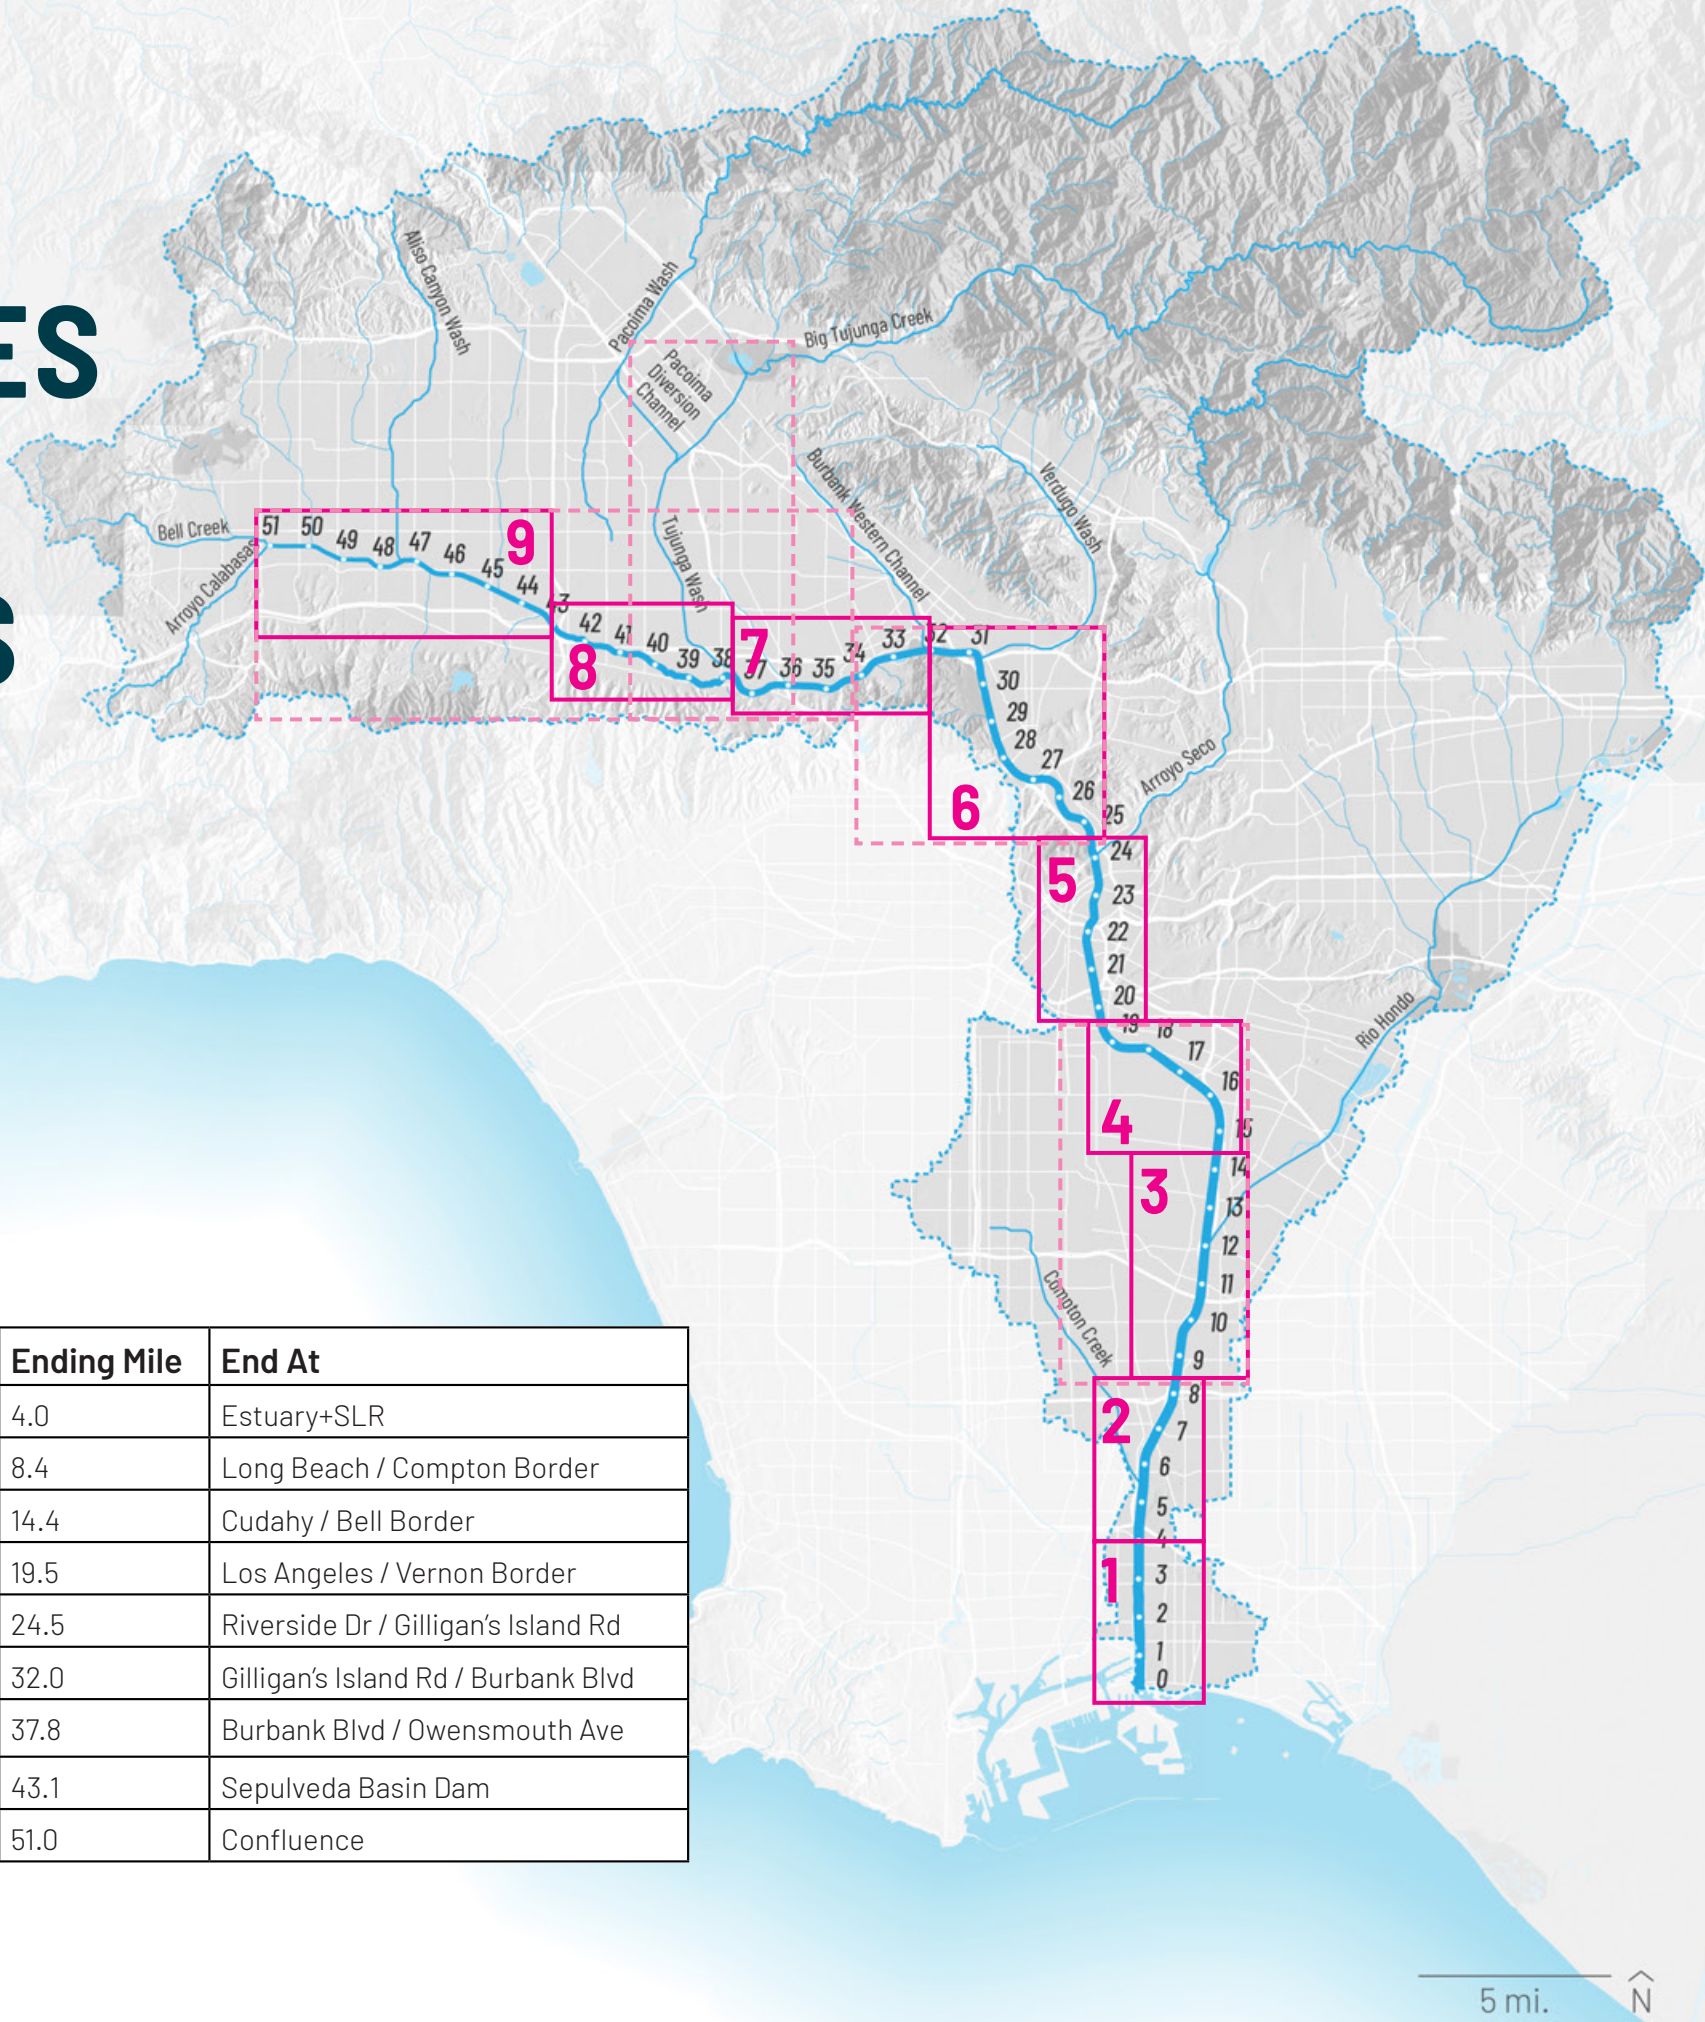 ES
S
Aliso Canyon Wash
Pacoima Wash
Pacoima
Diversion
Channel
Big Tujunga Creek
Burbank Western Channel
Verdugo Wash
Tujunga Wash
Bell Creek
Arroyo Calabasas
Arroyo Seco
Rio Hondo
Compton Creek
51 50 49 48 47 46 45 44 43
9
42 41 40 39 38
8
37 36 35 34 33 32
7
31
30
29
28
27
26
25
6
24
5
23
22
21
20
19 18
17
16
4
15
14
3
13
12
11
10
9
8
2
7
6
5
4
1
3
2
1
0
Ending Mile End At
4.0 Estuary+SLR
8.4 Long Beach / Compton Border
14.4 Cudahy / Bell Border
19.5 Los Angeles / Vernon Border
24.5 Riverside Dr / Gilligan’s Island Rd
32.0 Gilligan’s Island Rd / Burbank Blvd
37.8 Burbank Blvd / Owensmouth Ave
43.1 Sepulveda Basin Dam
51.0 Confluence
5 mi. N